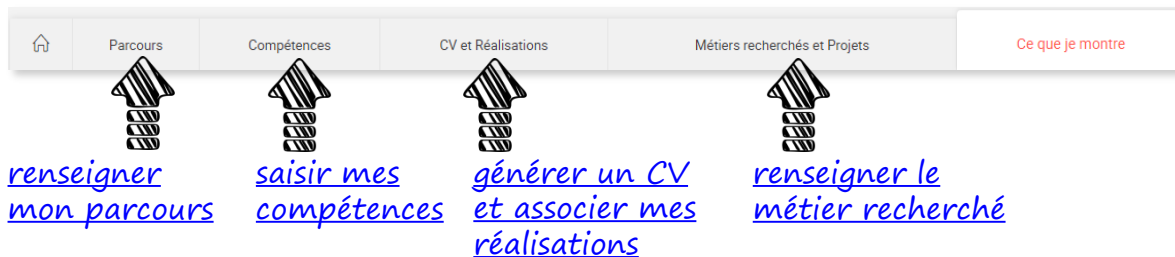 Parcours Compétences CV et Réalisations Métiers recherchés et Projets Ce que je montre
renseigner
mon parcours
saisir mes
compétences
générer un CV
et associer mes
réalisations
renseigner le
métier recherché